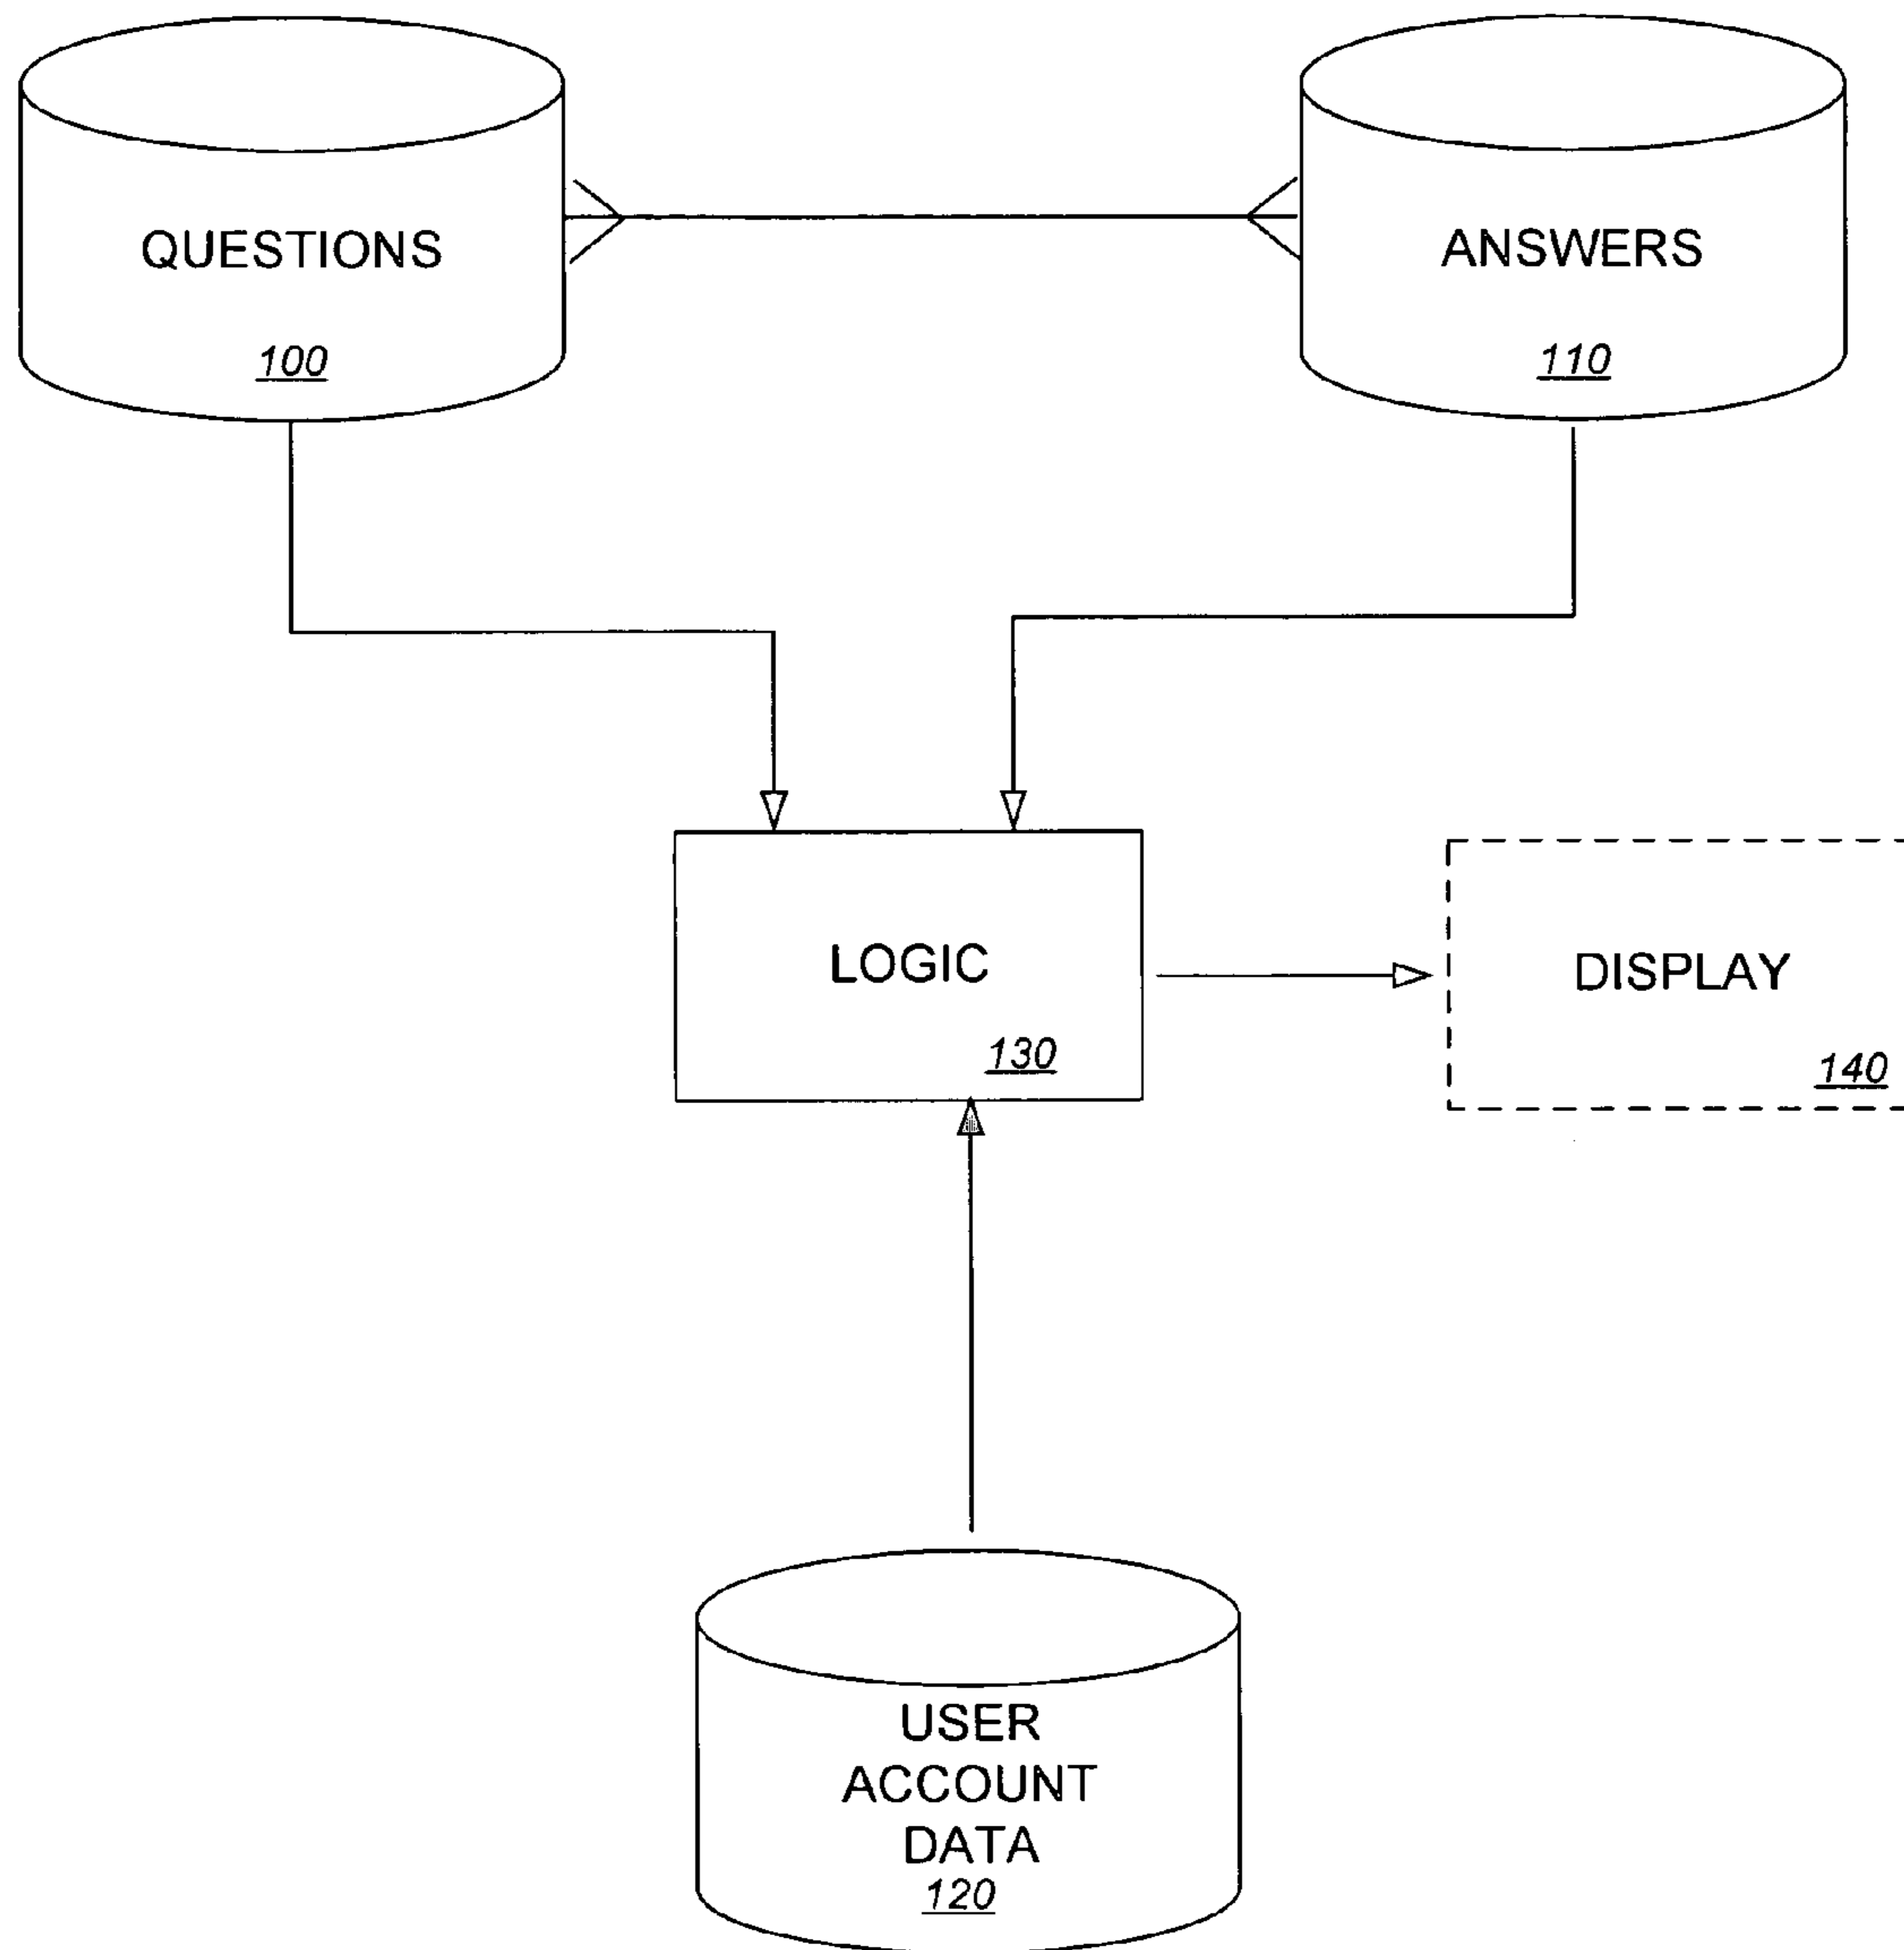 QUESTIONS
100
ANSWERS
110
LOGIC
130
DISPLAY
140
USER
ACCOUNT
DATA
120